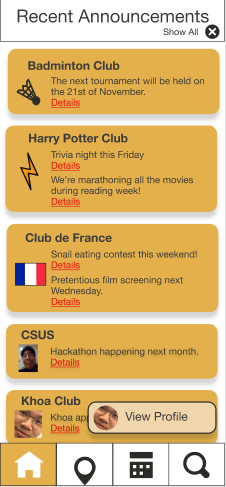 Recent Announcements
Show All
Badminton Club
The next tournament will be held on
the 21st of November.
Details
Harry Potter Club
Trivia night this Friday
Details
We're marathoning all the movies
during reading week!
Details
Club de France
Snail eating contest this weekend!
Details
Pretentious film screening next
Wednesday.
Details
CSUS
Hackathon happening next month.
Details
Khoa Club
Khoa
Details
View Profile